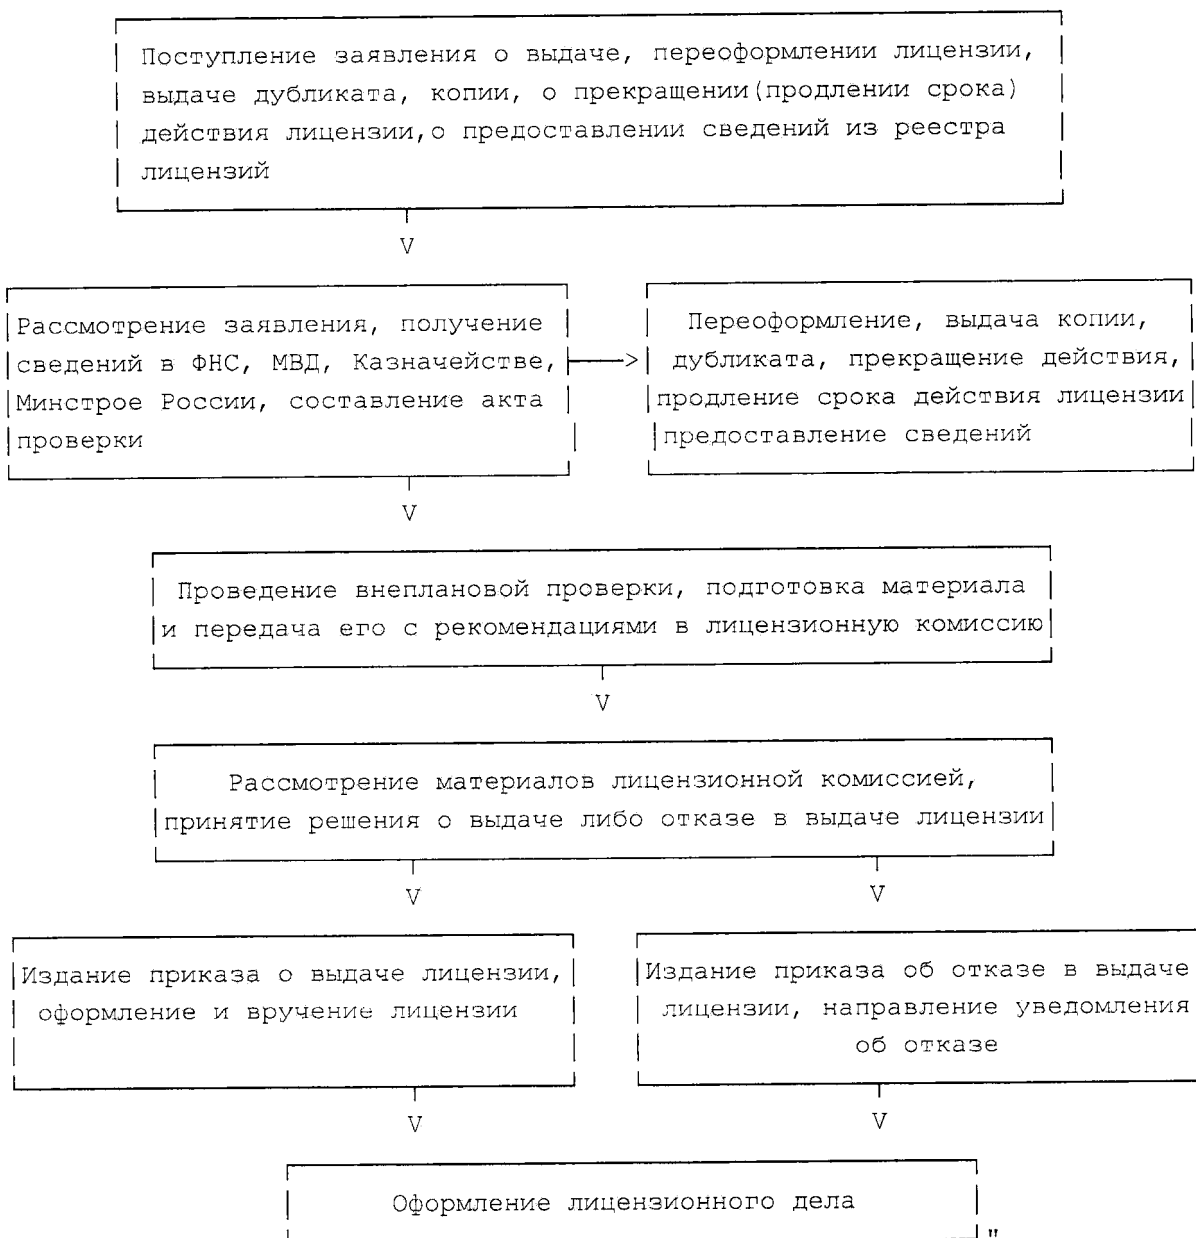 Поступление заявления о выдаче, переоформлении лицензии,
выдаче дубликата, копии, о прекращении(продлении срока)
действия лицензии,о предоставлении сведений из реестра
лицензий
V
Рассмотрение заявления, получение
сведений в ФНС, МВД, Казначействе,
Минстрое России, составление акта
проверки
>
Переоформление, выдача копии,
дубликата, прекращение действия,
продление срока действия лицензии
предоставление сведений
V
Проведение внеплановой проверки, подготовка материала
и передача его с рекомендациями в лицензионную комиссию
V
Рассмотрение материалов лицензионной комиссией,
принятие решения о выдаче либо отказе в выдаче лицензии
V V
Издание приказа о выдаче лицензии,
оформление и вручение лицензии
Издание приказа об отказе в выдаче
лицензии, направление уведомления
об отказе
V V
Оформление лицензионного дела
"